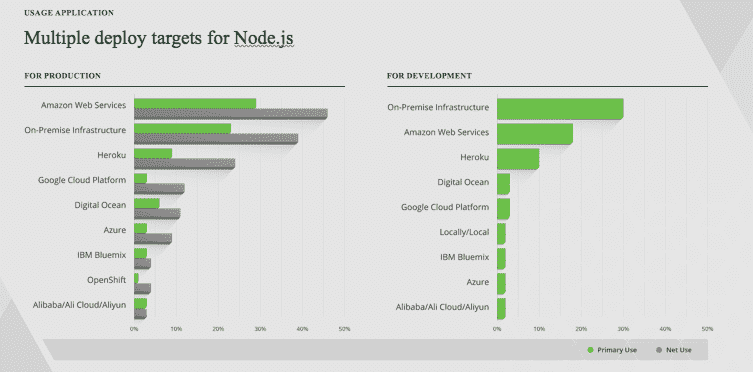 USAGE APPLICATION
Multiple deploy targets for Node.js
FOR PRODUCTION
Amazon Web Services
On-Premise Infrastructure
Heroku
Google Cloud Platform
Digital Ocean
Azure
IBM Bluemix
OpenShift
Alibaba/Ali Cloud/Aliyun
0% 10% 20% 30% 40% 50%
FOR DEVELOPMENT
On-Premise Infrastructure
Amazon Web Services
Heroku
Digital Ocean
Google Cloud Platform
Locally/Local
IBM Bluemix
Azure
Alibaba/Ali Cloud/Aliyun
0% 10% 20% 30% 40% 50%
Primary Use Net Use